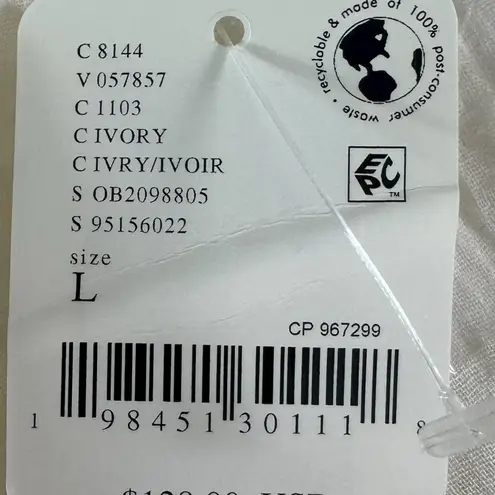 C 8144
V 057857
C 1103
C IVORY
C IVRY/IVOIR
S OB2098805
S 95156022
size
L
recyclable & made of 100% post-consumer waste •
EPC
TM
CP 967299
1 98451 30111 8